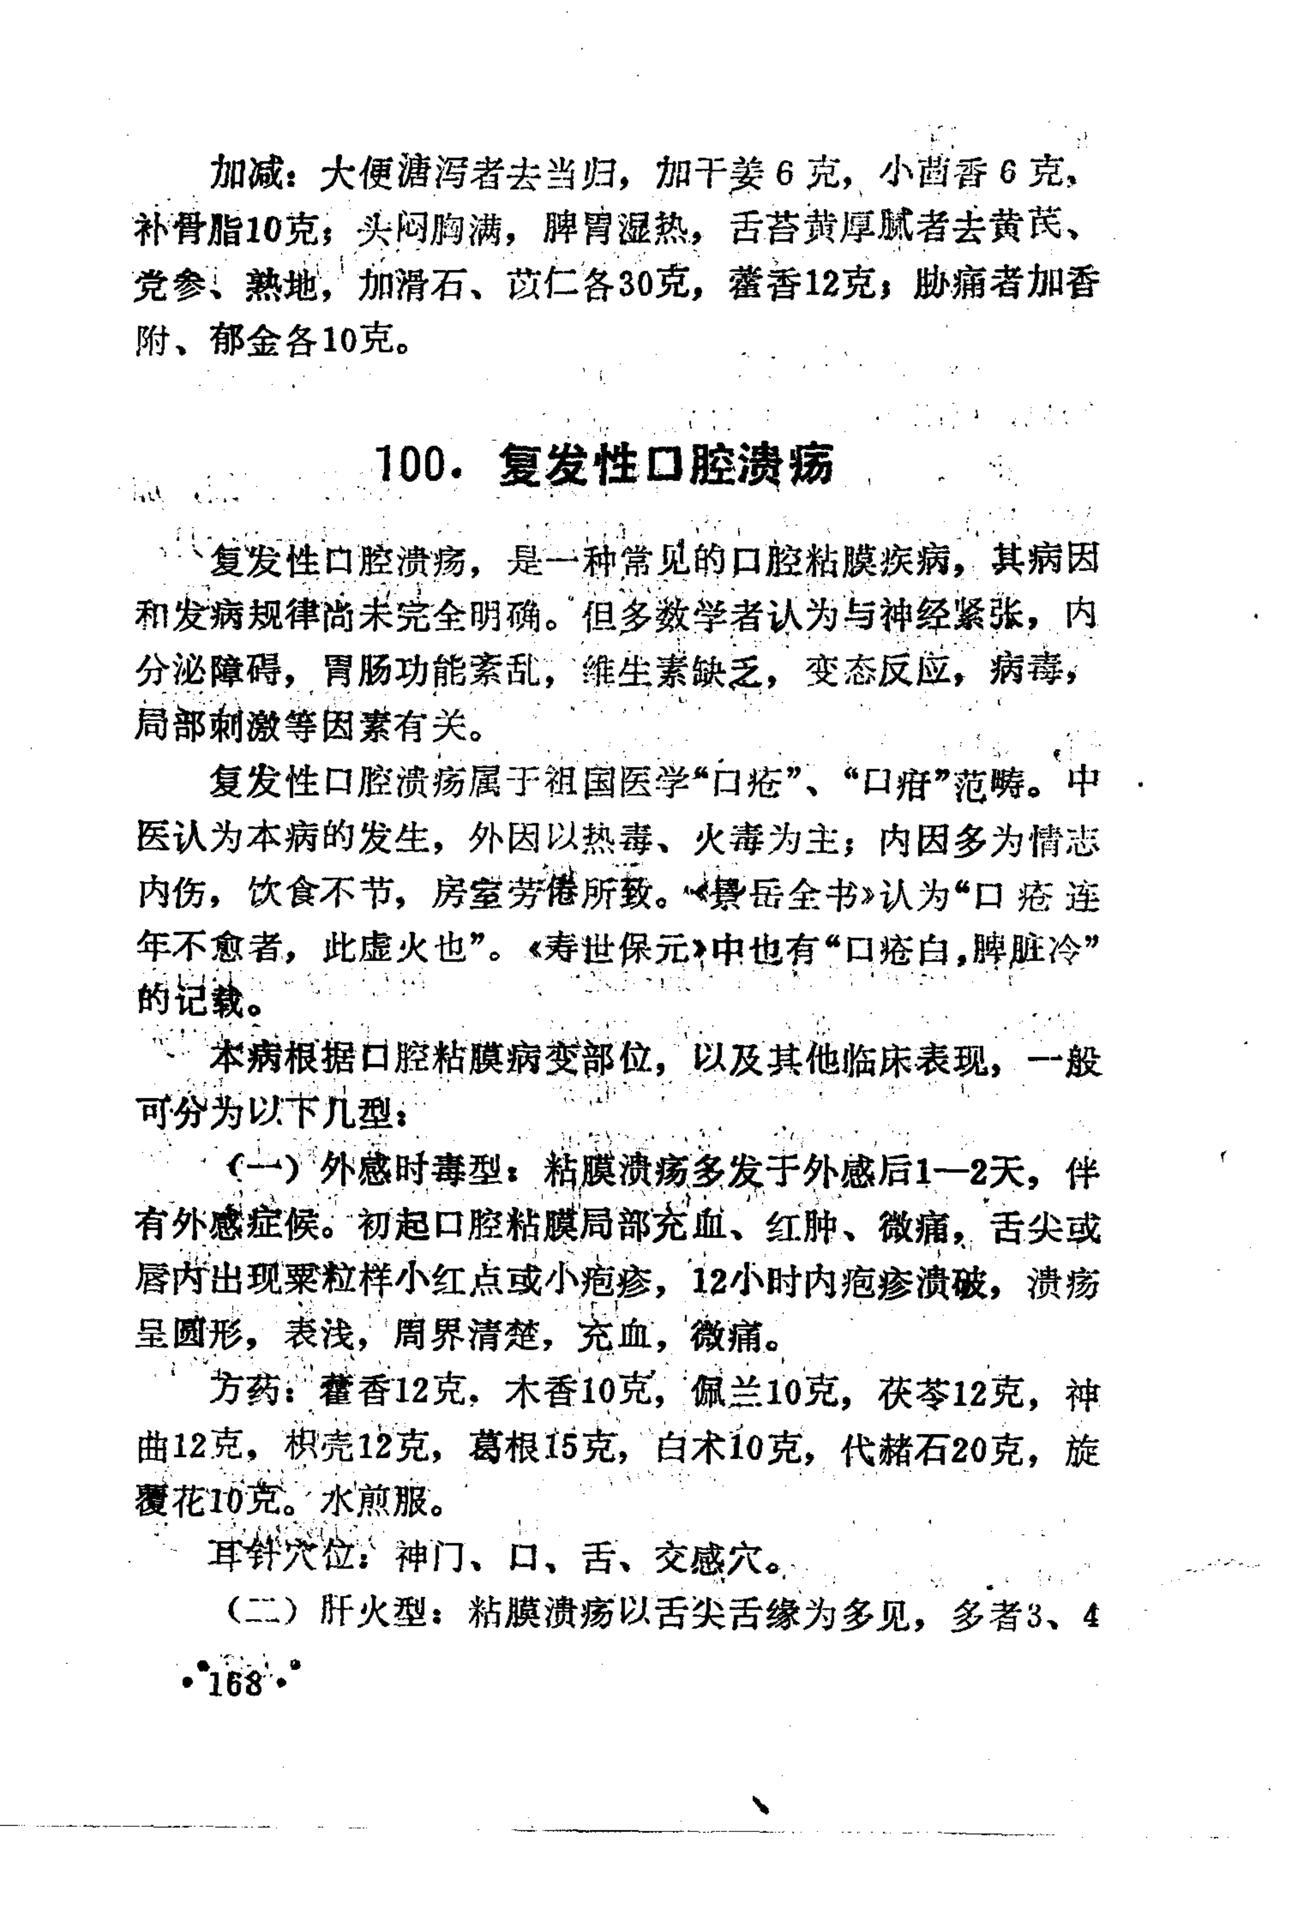 加减：大便溏泻者去当归，加干姜6克，小茴香6克，
补骨脂10克；头闷胸满，脾胃湿热，舌苔黄厚腻者去黄芪、
党参、熟地，加滑石、苡仁各30克，藿香12克；胁痛者加香
附、郁金各10克。
100．复发性口腔溃疡
复发性口腔溃疡，是一种常见的口腔粘膜疾病，其病因
和发病规律尚未完全明确。但多数学者认为与神经紧张，内
分泌障碍，胃肠功能紊乱，维生素缺乏，变态反应，病毒，
局部刺激等因素有关。
复发性口腔溃疡属于祖国医学“口疮”、“口疳”范畴。中
医认为本病的发生，外因以热毒、火毒为主；内因多为情志
内伤，饮食不节，房室劳倦所致。《景岳全书》认为“口疮连
年不愈者，此虚火也”。《寿世保元》中也有“口疮白，脾脏冷”
的记载。
本病根据口腔粘膜病变部位，以及其他临床表现，一般
可分为以下几型：
（一）外感时毒型：粘膜溃疡多发于外感后1—2天，伴
有外感症候。初起口腔粘膜局部充血、红肿、微痛，舌尖或
唇内出现粟粒样小红点或小疱疹，12小时内疱疹溃破，溃疡
呈圆形，表浅，周界清楚，充血，微痛。
方药：藿香12克，木香10克，佩兰10克，茯苓12克，神
曲12克，枳壳12克，葛根15克，白术10克，代赭石20克，旋
覆花10克。水煎服。
耳针穴位：神门、口、舌、交感穴。
（二）肝火型：粘膜溃疡以舌尖舌缘为多见，多者3、4
·168·